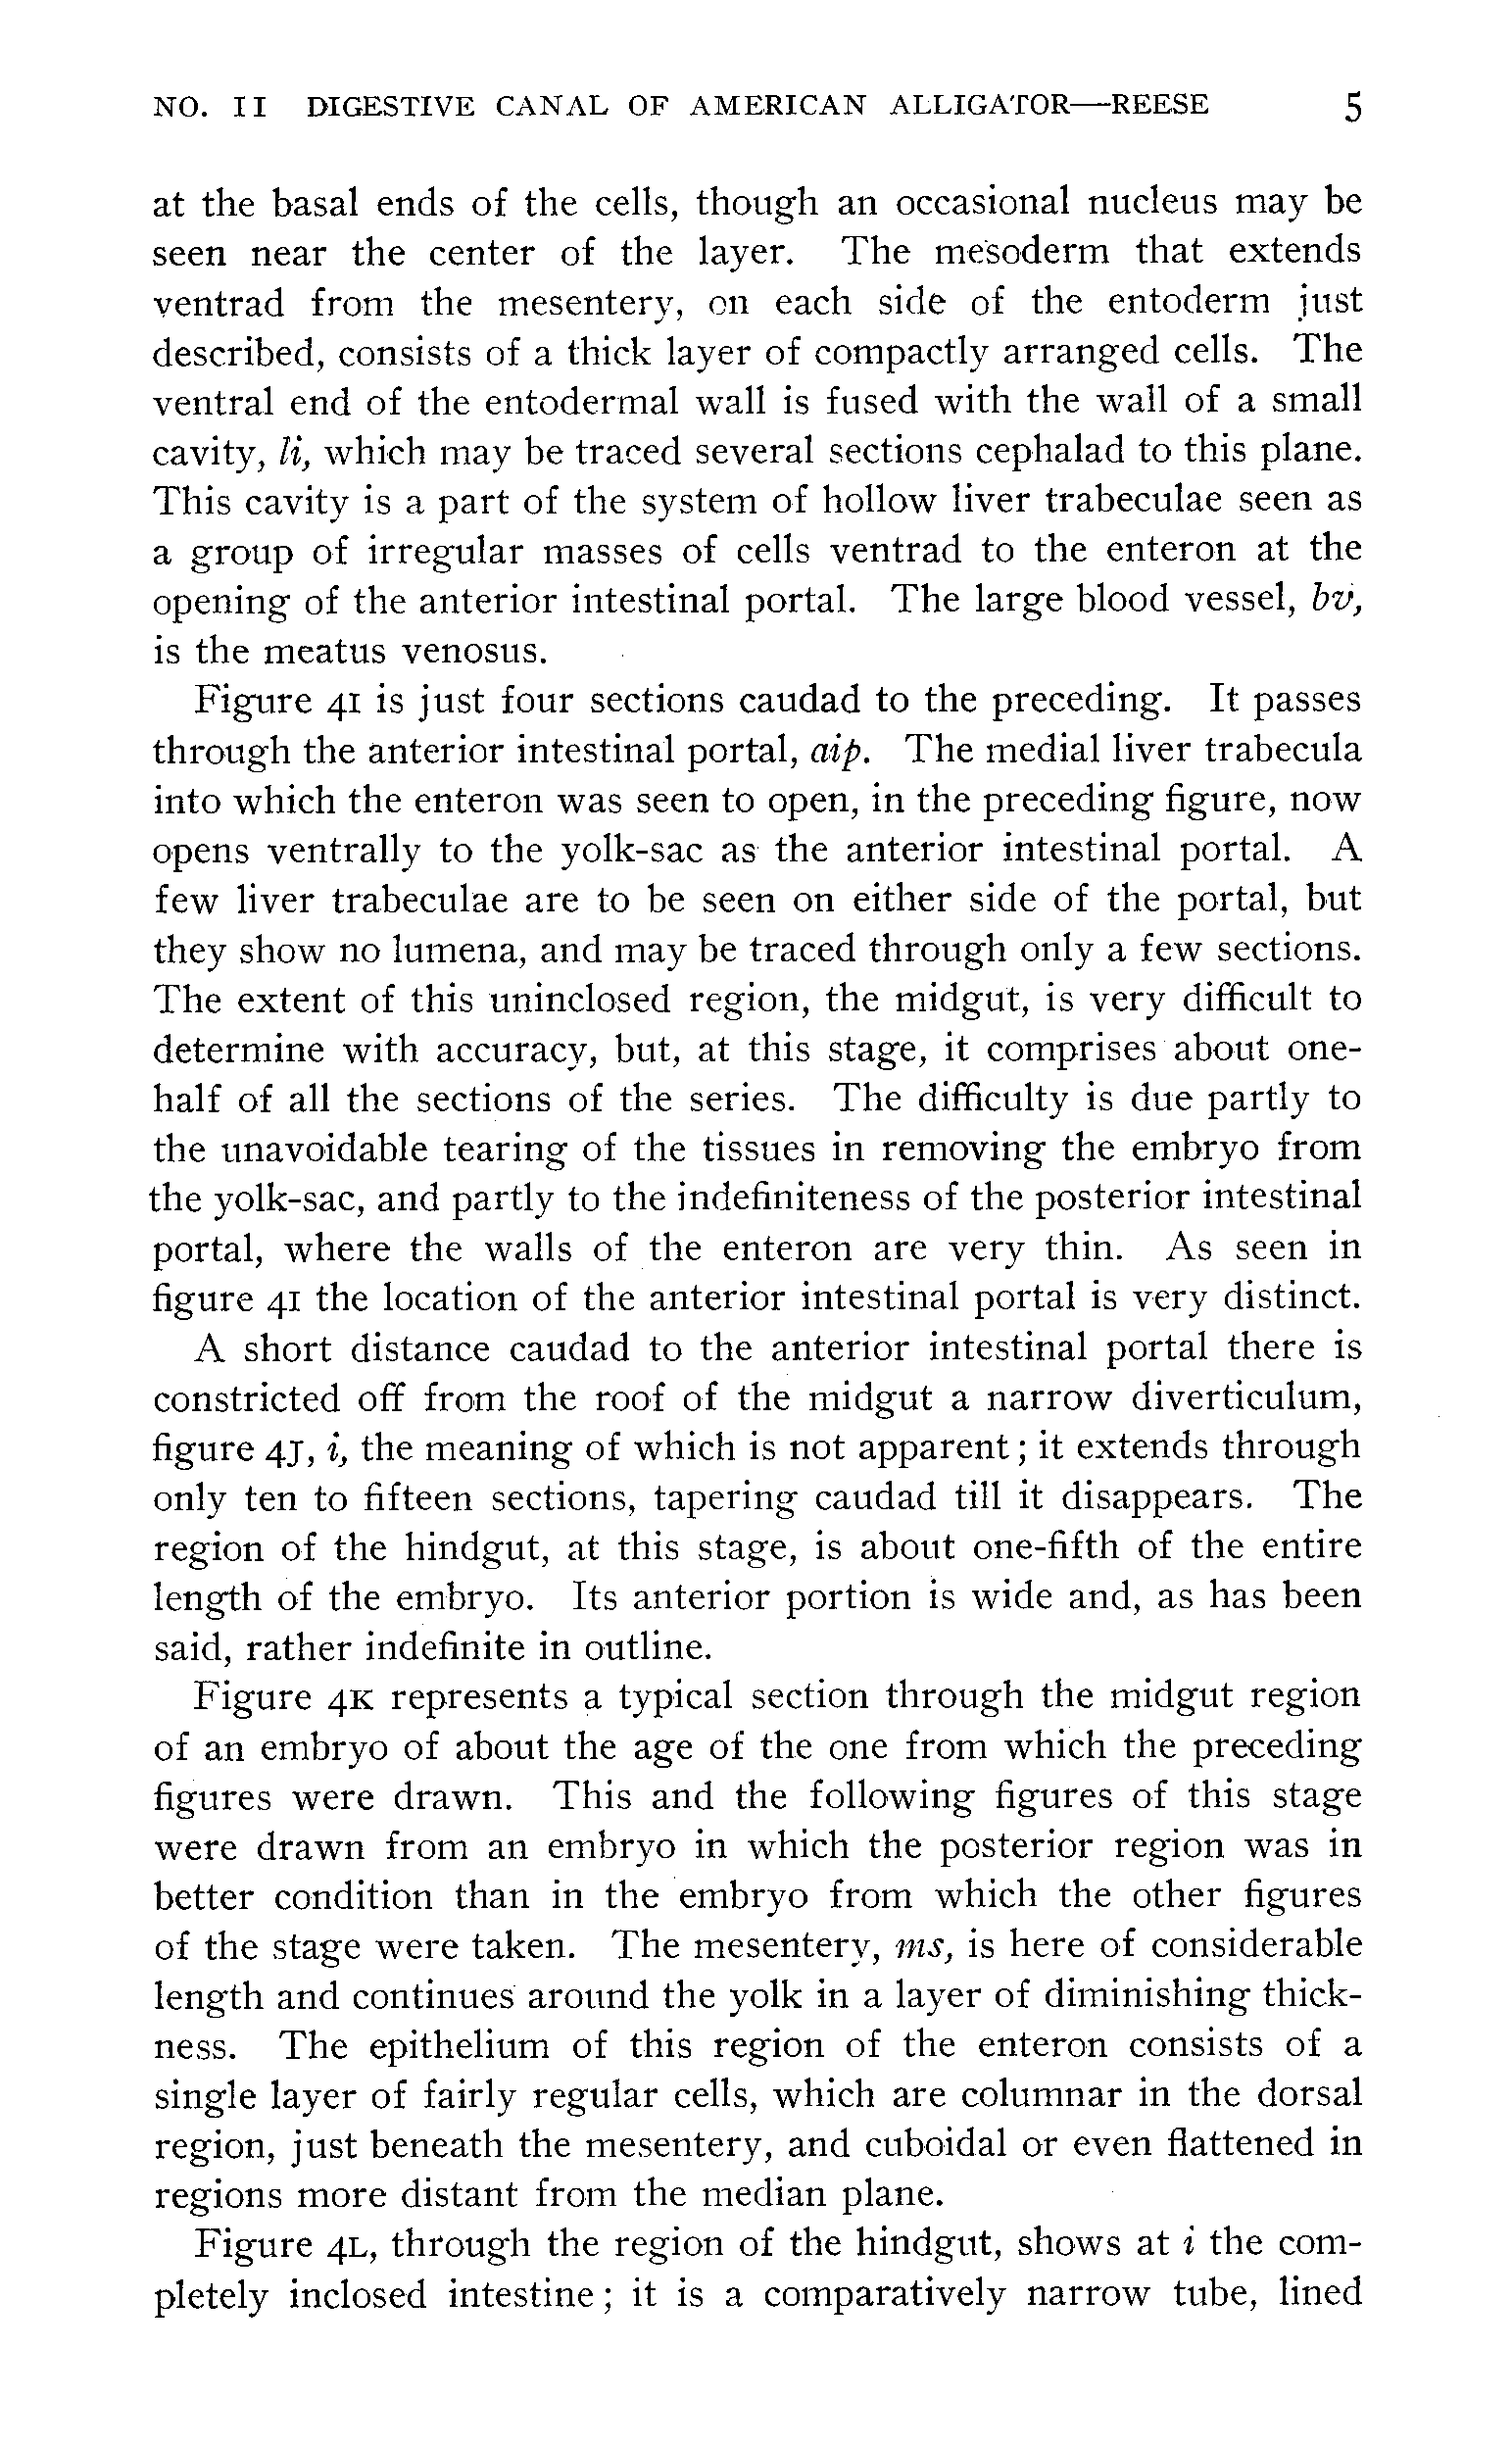 NO. II DIGESTIVE CANAL OF AMERICAN ALLIGATOR—REESE 5
at the basal ends of the cells, though an occasional nucleus may be
seen near the center of the layer. The mesoderm that extends
ventrad from the mesentery, on each side of the entoderm just
described, consists of a thick layer of compactly arranged cells. The
ventral end of the entodermal wall is fused with the wall of a small
cavity, li, which may be traced several sections cephalad to this plane.
This cavity is a part of the system of hollow liver trabeculae seen as
a group of irregular masses of cells ventrad to the enteron at the
opening of the anterior intestinal portal. The large blood vessel, bv,
is the meatus venosus.
Figure 4I is just four sections caudad to the preceding. It passes
through the anterior intestinal portal, aip. The medial liver trabecula
into which the enteron was seen to open, in the preceding figure, now
opens ventrally to the yolk-sac as the anterior intestinal portal. A
few liver trabeculae are to be seen on either side of the portal, but
they show no lumena, and may be traced through only a few sections.
The extent of this uninclosed region, the midgut, is very difficult to
determine with accuracy, but, at this stage, it comprises about one-
half of all the sections of the series. The difficulty is due partly to
the unavoidable tearing of the tissues in removing the embryo from
the yolk-sac, and partly to the indefiniteness of the posterior intestinal
portal, where the walls of the enteron are very thin. As seen in
figure 4I the location of the anterior intestinal portal is very distinct.
A short distance caudad to the anterior intestinal portal there is
constricted off from the roof of the midgut a narrow diverticulum,
figure 4J, i, the meaning of which is not apparent; it extends through
only ten to fifteen sections, tapering caudad till it disappears. The
region of the hindgut, at this stage, is about one-fifth of the entire
length of the embryo. Its anterior portion is wide and, as has been
said, rather indefinite in outline.
Figure 4K represents a typical section through the midgut region
of an embryo of about the age of the one from which the preceding
figures were drawn. This and the following figures of this stage
were drawn from an embryo in which the posterior region was in
better condition than in the embryo from which the other figures
of the stage were taken. The mesentery, ms, is here of considerable
length and continues around the yolk in a layer of diminishing thick-
ness. The epithelium of this region of the enteron consists of a
single layer of fairly regular cells, which are columnar in the dorsal
region, just beneath the mesentery, and cuboidal or even flattened in
regions more distant from the median plane.
Figure 4L, through the region of the hindgut, shows at i the com-
pletely inclosed intestine; it is a comparatively narrow tube, lined